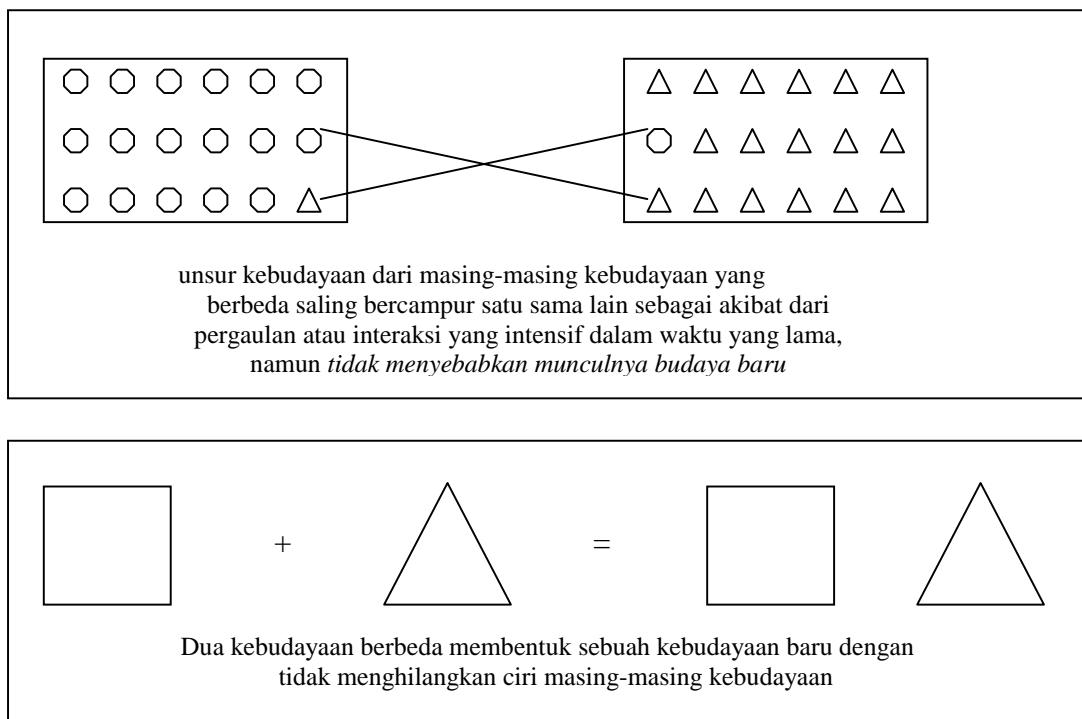 unsur kebudayaan dari masing-masing kebudayaan yang
berbeda saling bercampur satu sama lain sebagai akibat dari
pergaulan atau interaksi yang intensif dalam waktu yang lama,
namun tidak menyebabkan munculnya budaya baru
+ =
Dua kebudayaan berbeda membentuk sebuah kebudayaan baru dengan
tidak menghilangkan ciri masing-masing kebudayaan